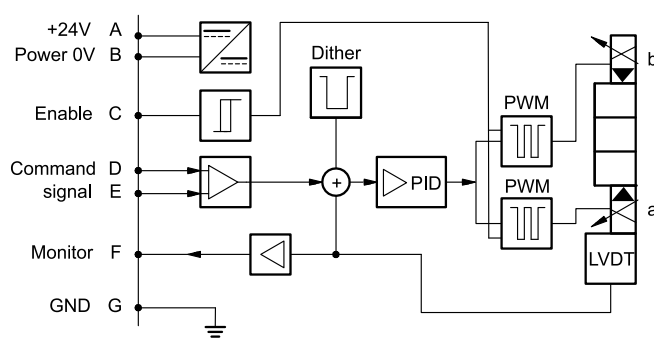 +24V A
Power 0V B
Enable C
Command D
signal E
Monitor F
GND G
Dither
+
PID
PWM
PWM
b
a
LVDT